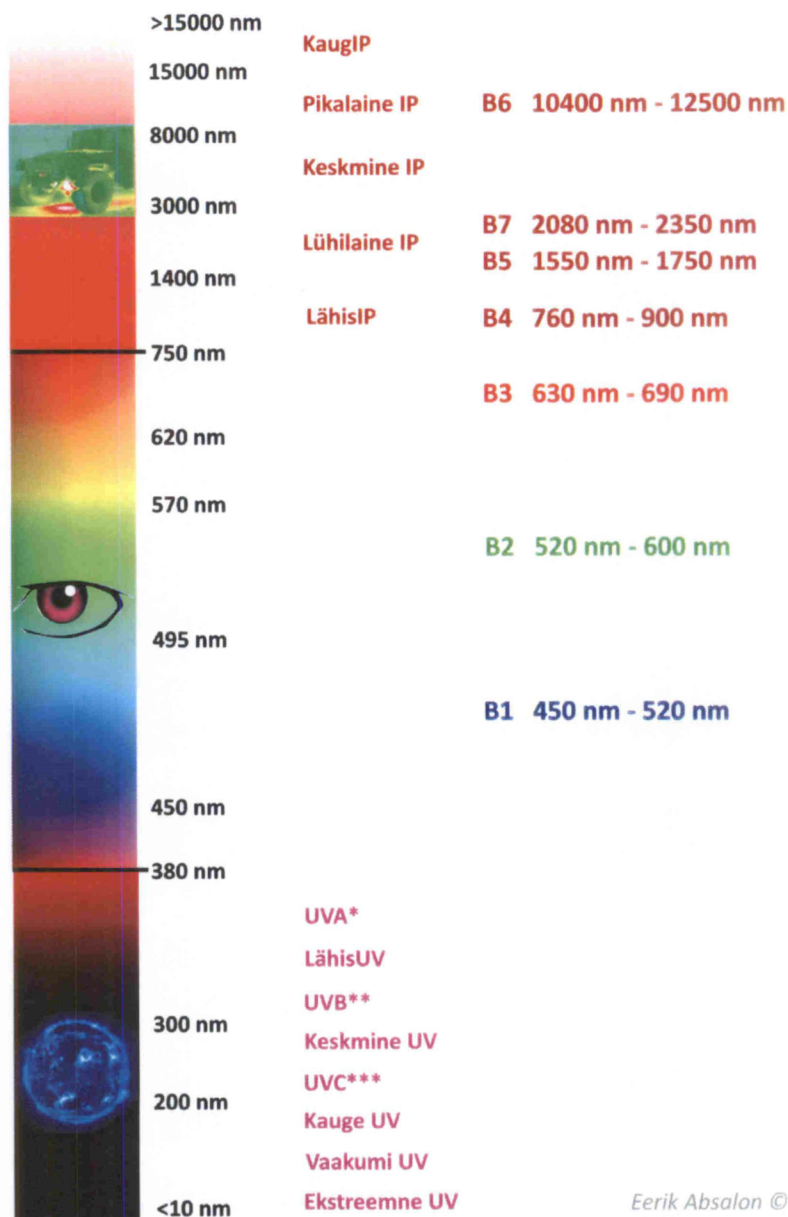 >15000 nm
KaugIP
15000 nm
Pikalaine IP B6 10400 nm - 12500 nm
8000 nm
Keskmine IP
3000 nm
B7 2080 nm - 2350 nm
Lühilaine IP
B5 1550 nm - 1750 nm
1400 nm
LähisIP B4 760 nm - 900 nm
750 nm
B3 630 nm - 690 nm
620 nm
570 nm
B2 520 nm - 600 nm
495 nm
B1 450 nm - 520 nm
450 nm
380 nm
UVA*
LähisUV
UVB**
300 nm
Keskmine UV
UVC***
200 nm
Kauge UV
Vaakumi UV
Ekstreemne UV
<10 nm
Eerik Absalon ©